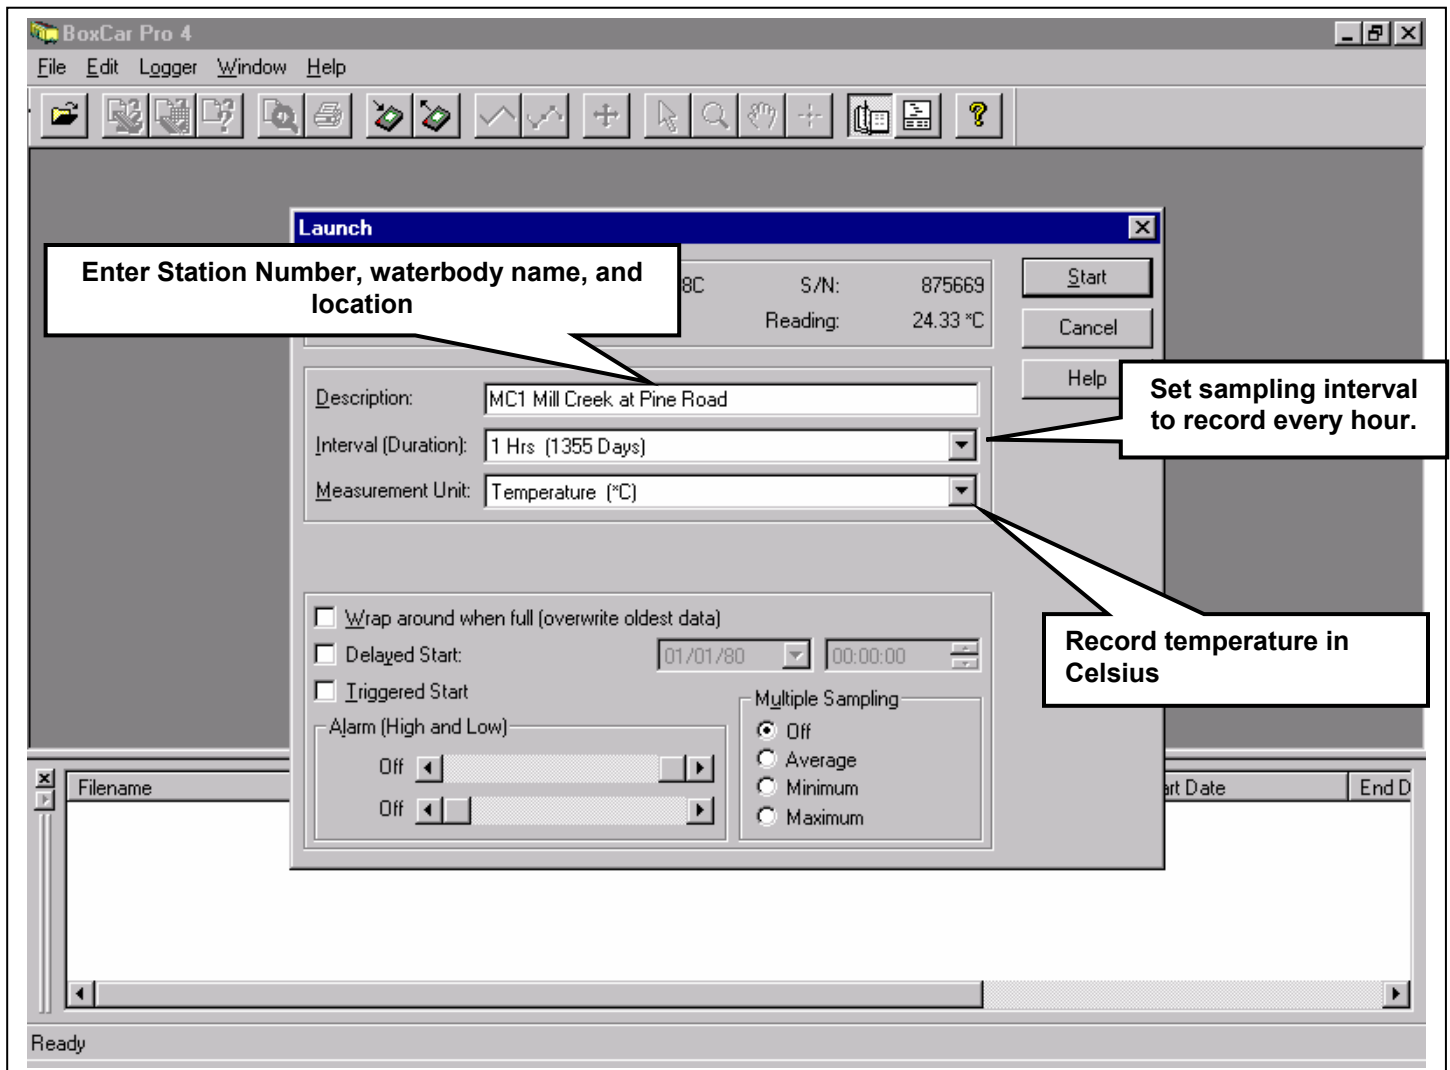 BoxCar Pro 4
File Edit Logger Window Help
Launch
Enter Station Number, waterbody name, and
location
8C S/N: 875669
Reading: 24.33 °C
Start
Cancel
Help
Description: MC1 Mill Creek at Pine Road
Interval (Duration): 1 Hrs (1355 Days)
Measurement Unit: Temperature (°C)
Set sampling interval
to record every hour.
Record temperature in
Celsius
Wrap around when full (overwrite oldest data)
Delayed Start: 01/01/80 00:00:00
Triggered Start
Alarm (High and Low)
Off
Off
Multiple Sampling
Off
Average
Minimum
Maximum
Filename art Date End D
Ready